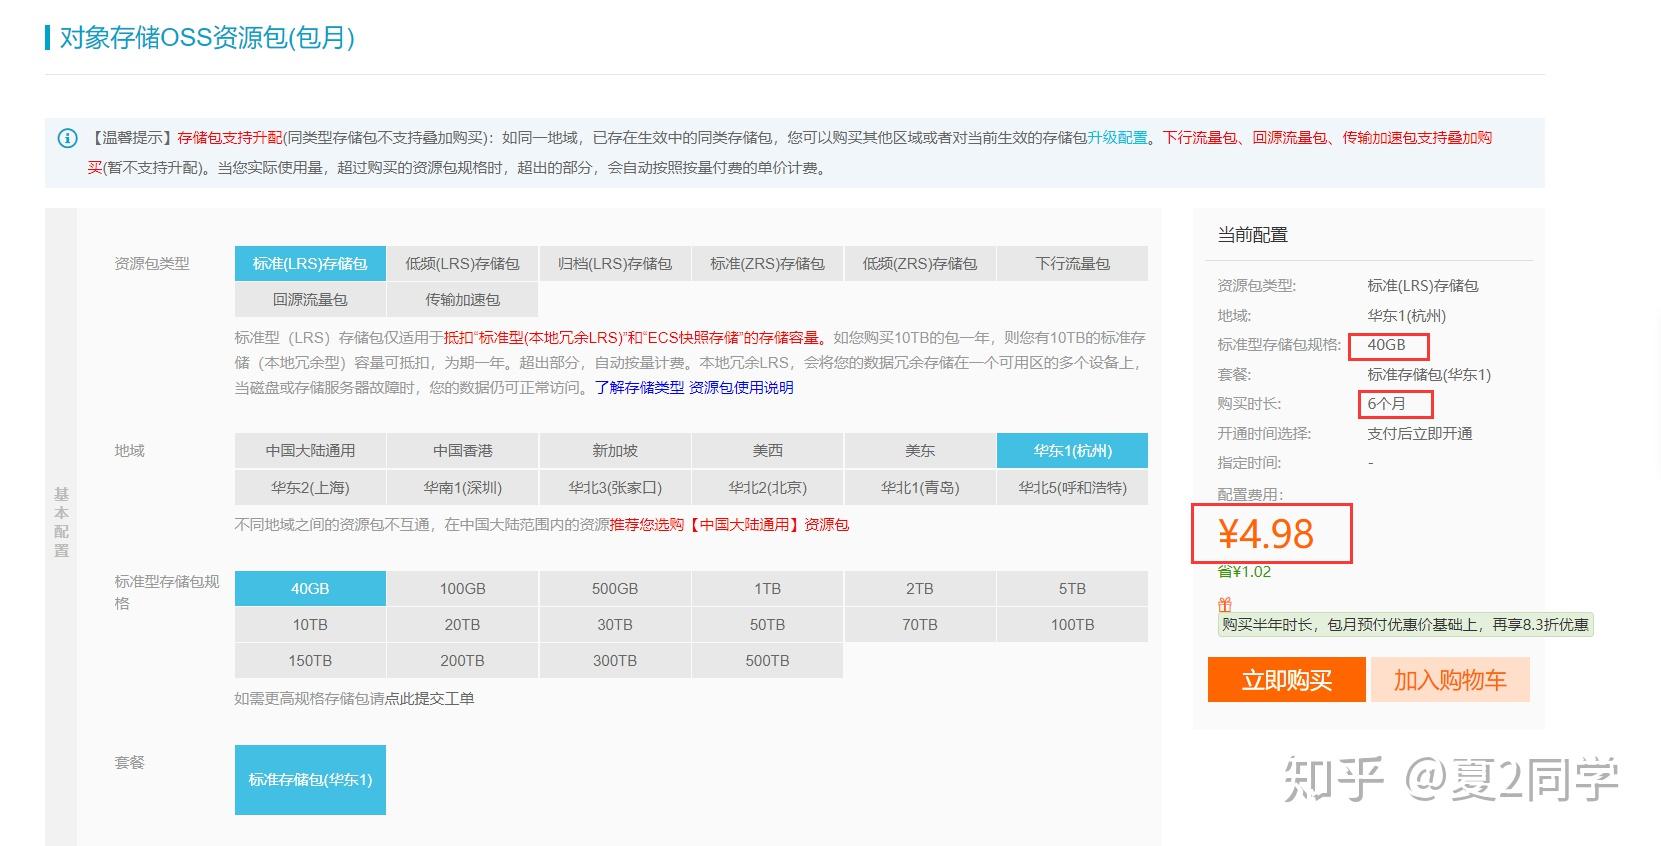 对象存储OSS资源包(包月)
【温馨提示】存储包支持升配(同类型存储包不支持叠加购买)：如同一地域，已存在生效中的同类存储包，您可以购买其他区域或者对当前生效的存储包升级配置。下行流量包、回源流量包、传输加速包支持叠加购
买(暂不支持升配)。当您实际使用量，超过购买的资源包规格时，超出的部分，会自动按照按量付费的单价计费。
基本配置
资源包类型
标准(LRS)存储包 低频(LRS)存储包 归档(LRS)存储包 标准(ZRS)存储包 低频(ZRS)存储包 下行流量包
回源流量包 传输加速包
标准型（LRS）存储包仅适用于抵扣“标准型(本地冗余LRS)”和“ECS快照存储”的存储容量。如您购买10TB的包一年，则您有10TB的标准存
储（本地冗余型）容量可抵扣，为期一年。超出部分，自动按量计费。本地冗余LRS，会将您的数据冗余存储在一个可用区的多个设备上，
当磁盘或存储服务器故障时，您的数据仍可正常访问。了解存储类型 资源包使用说明
地域
中国大陆通用 中国香港 新加坡 美西 美东 华东1(杭州)
华东2(上海) 华南1(深圳) 华北3(张家口) 华北2(北京) 华北1(青岛) 华北5(呼和浩特)
不同地域之间的资源包不互通，在中国大陆范围内的资源推荐您选购【中国大陆通用】资源包
标准型存储包规
格
40GB 100GB 500GB 1TB 2TB 5TB
10TB 20TB 30TB 50TB 70TB 100TB
150TB 200TB 300TB 500TB
如需更高规格存储包请点此提交工单
套餐
标准存储包(华东1)
当前配置
资源包类型: 标准(LRS)存储包
地域: 华东1(杭州)
标准型存储包规格: 40GB
套餐: 标准存储包(华东1)
购买时长: 6个月
开通时间选择: 支付后立即开通
指定时间: -
配置费用:
¥4.98
省¥1.02
购买半年时长，包月预付优惠价基础上，再享8.3折优惠
立即购买 加入购物车
知乎 @夏2同学